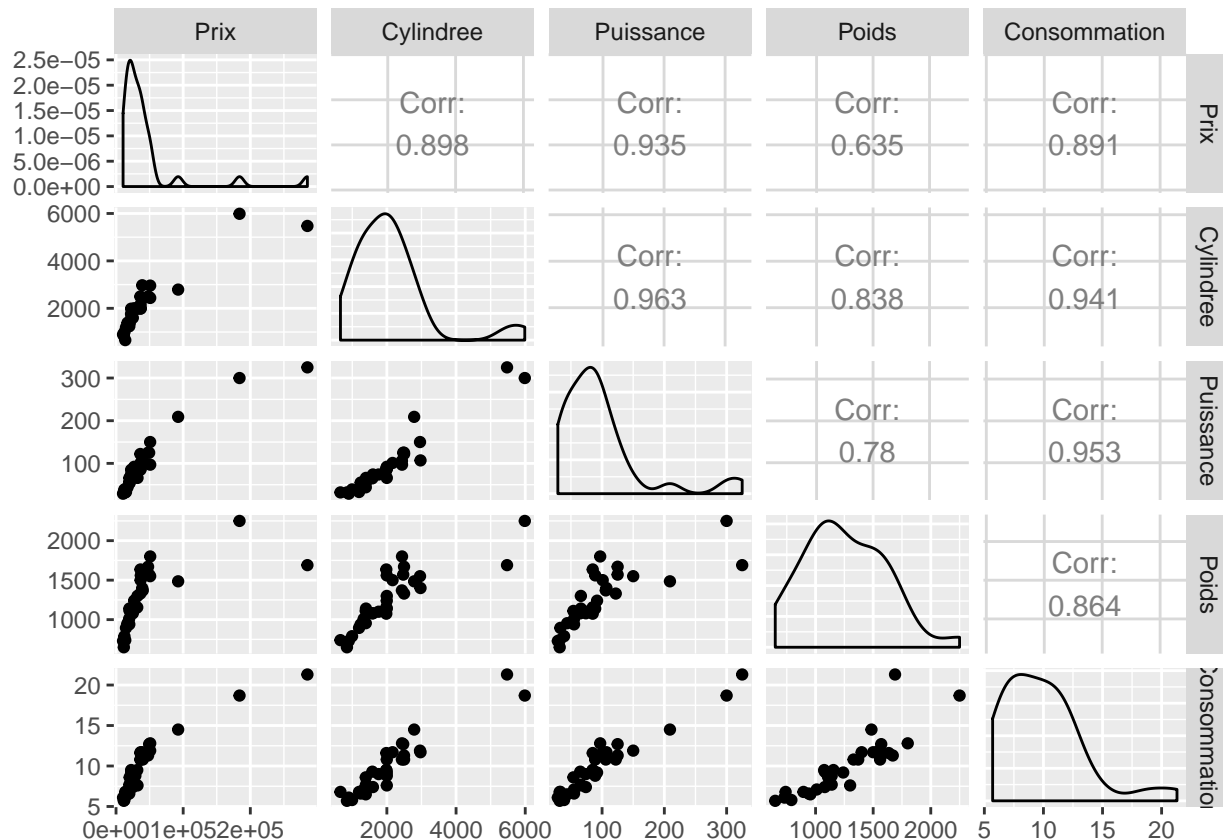 Prix Cylindree Puissance Poids Consommation
2.5e−05
2.0e−05
1.5e−05
1.0e−05
5.0e−06
0.0e+00
Corr:
0.898
Corr:
0.935
Corr:
0.635
Corr:
0.891
Prix
6000
4000
2000
Corr:
0.963
Corr:
0.838
Corr:
0.941
Cylindree
300
200
100
Corr:
0.78
Corr:
0.953
Puissance
2000
1500
1000
Corr:
0.864
Poids
20
15
10
5
Consommation
0e+001e+052e+05 2000 4000 6000 100 200 300 1000 1500 2000 5 10 15 20